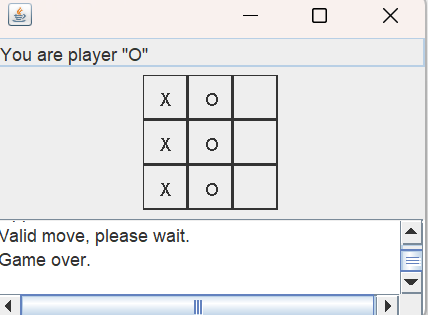 You are player "O"
X O
X O
X O
Valid move, please wait.
Game over.